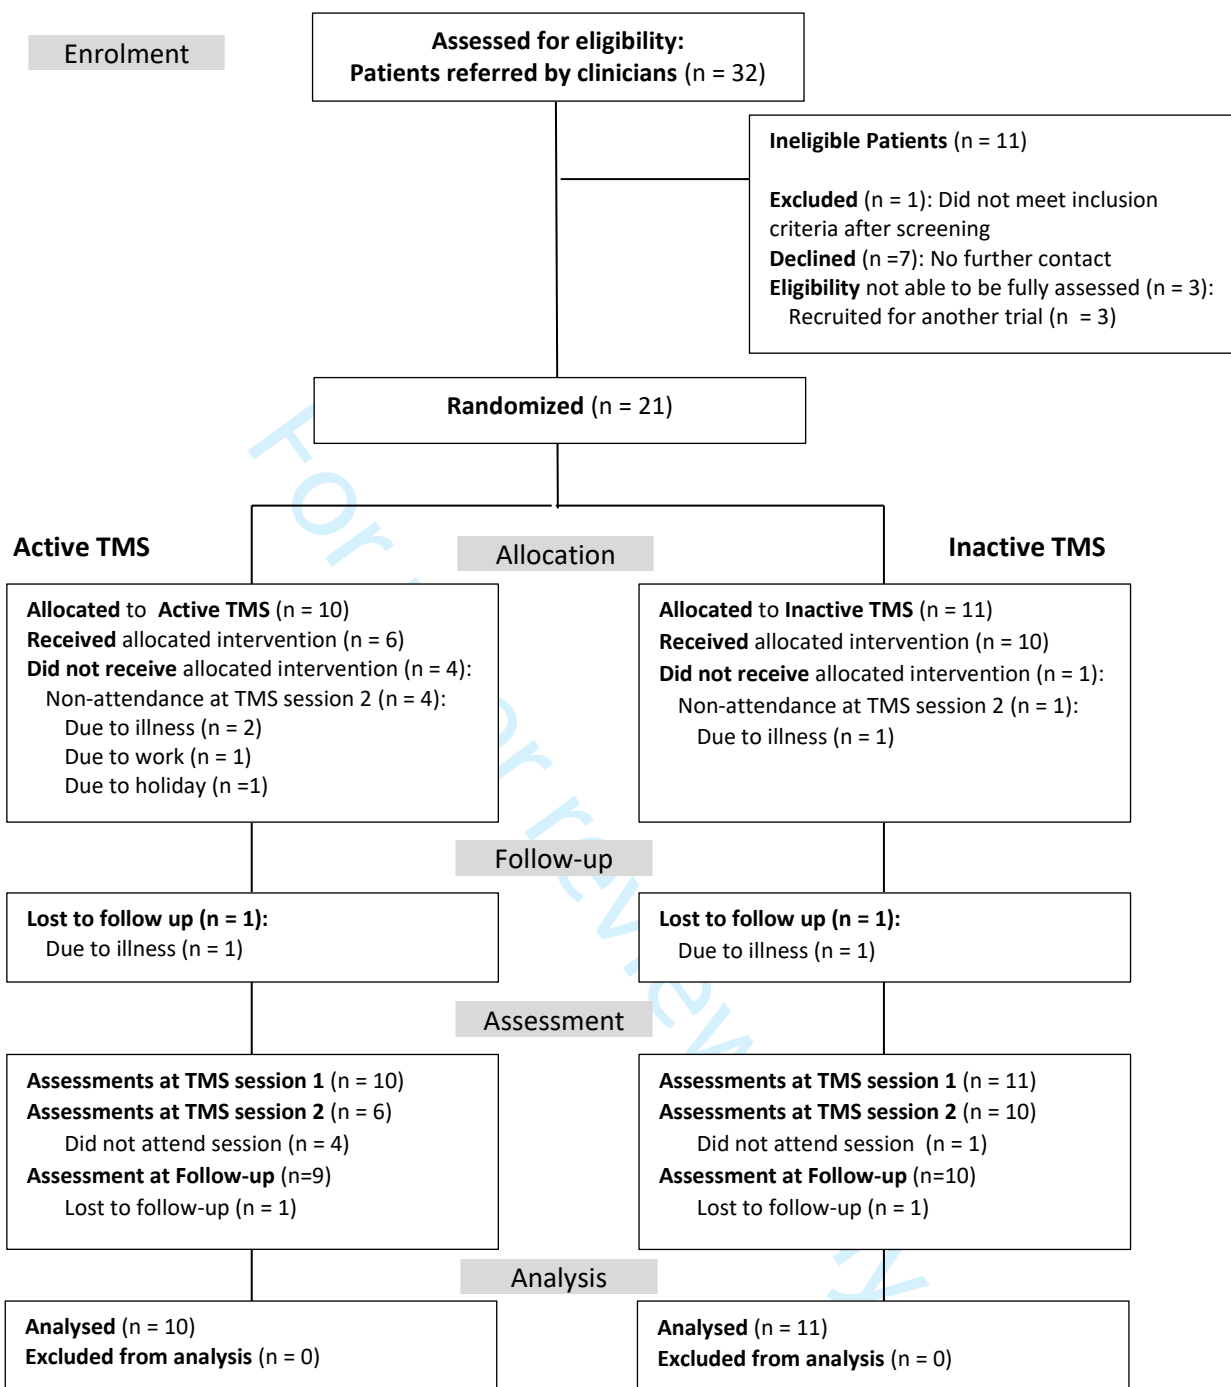 Enrolment
Assessed for eligibility:
Patients referred by clinicians (n = 32)
Ineligible Patients (n = 11)
Excluded (n = 1): Did not meet inclusion
criteria after screening
Declined (n =7): No further contact
Eligibility not able to be fully assessed (n = 3):
Recruited for another trial (n  = 3)
Randomized (n = 21)
Active TMS
Allocation
Inactive TMS
Allocated to  Active TMS (n = 10)
Received allocated intervention (n = 6)
Did not receive allocated intervention (n = 4):
Non-attendance at TMS session 2 (n = 4):
Due to illness (n = 2)
Due to work (n = 1)
Due to holiday (n =1)
Allocated to Inactive TMS (n = 11)
Received allocated intervention (n = 10)
Did not receive allocated intervention (n = 1):
Non-attendance at TMS session 2 (n = 1):
Due to illness (n = 1)
Follow-up
Lost to follow up (n = 1):
Due to illness (n = 1)
Lost to follow up (n = 1):
Due to illness (n = 1)
Assessment
Assessments at TMS session 1 (n = 10)
Assessments at TMS session 2 (n = 6)
Did not attend session (n = 4)
Assessment at Follow-up (n=9)
Lost to follow-up (n = 1)
Assessments at TMS session 1 (n = 11)
Assessments at TMS session 2 (n = 10)
Did not attend session  (n = 1)
Assessment at Follow-up (n=10)
Lost to follow-up (n = 1)
Analysis
Analysed (n = 10)
Excluded from analysis (n = 0)
Analysed (n = 11)
Excluded from analysis (n = 0)
For review